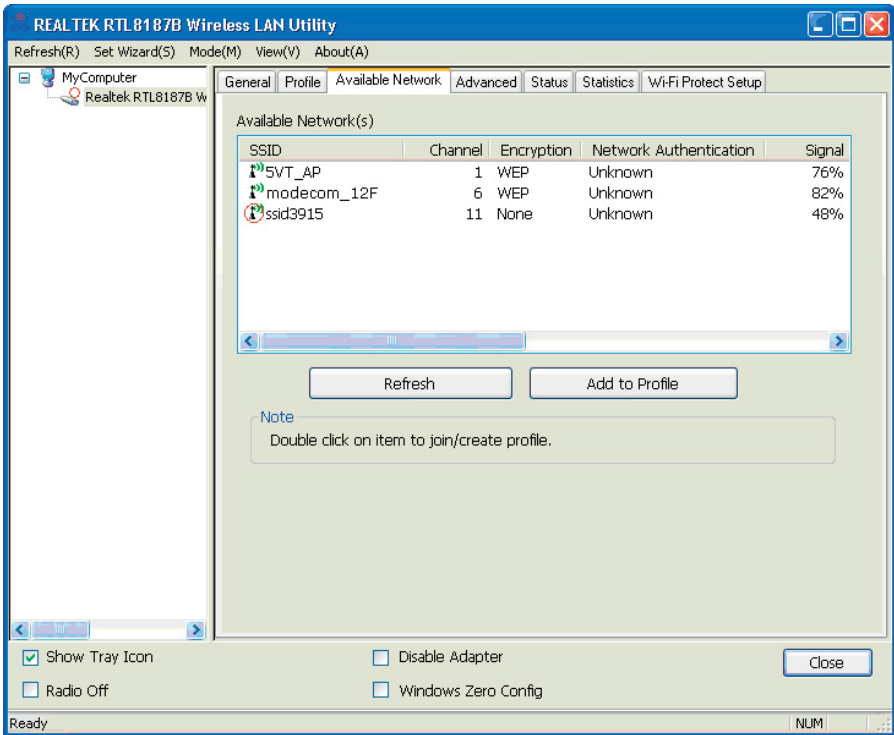 REALTEK RTL8187B Wireless LAN Utility
Refresh(R) Set Wizard(S) Mode(M) View(V) About(A)
MyComputer
Realtek RTL8187B W
General Profile Available Network Advanced Status Statistics Wi-Fi Protect Setup
Available Network(s)
SSID Channel Encryption Network Authentication Signal
5VT_AP 1 WEP Unknown 76%
modecom_12F 6 WEP Unknown 82%
ssid3915 11 None Unknown 48%
Refresh Add to Profile
Note
Double click on item to join/create profile.
Show Tray Icon Disable Adapter Close
Radio Off Windows Zero Config
Ready NUM